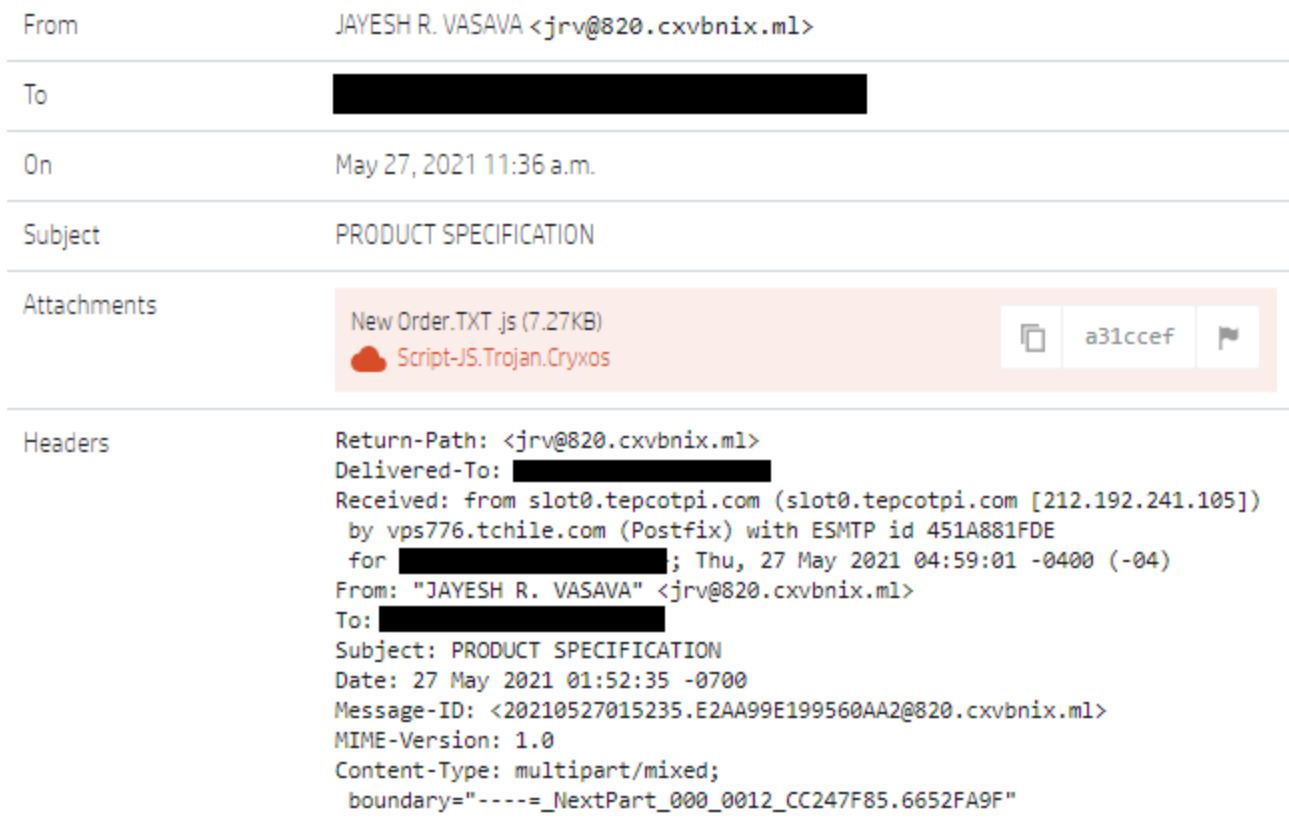 From JAYESH R. VASAVA <jrv@820.cxvbnix.ml>
To
On May 27, 2021 11:36 a.m.
Subject PRODUCT SPECIFICATION
Attachments
New Order.TXT .js (7.27KB)
Script-JS.Trojan.Cryxos
a31ccef
Headers
Return-Path: <jrv@820.cxvbnix.ml>
Delivered-To:
Received: from slot0.tepcotpi.com (slot0.tepcotpi.com [212.192.241.105])
by vps776.tchile.com (Postfix) with ESMTP id 451A881FDE
for ; Thu, 27 May 2021 04:59:01 -0400 (-04)
From: "JAYESH R. VASAVA" <jrv@820.cxvbnix.ml>
To:
Subject: PRODUCT SPECIFICATION
Date: 27 May 2021 01:52:35 -0700
Message-ID: <20210527015235.E2AA99E199560AA2@820.cxvbnix.ml>
MIME-Version: 1.0
Content-Type: multipart/mixed;
boundary="----=_NextPart_000_0012_CC247F85.6652FA9F"